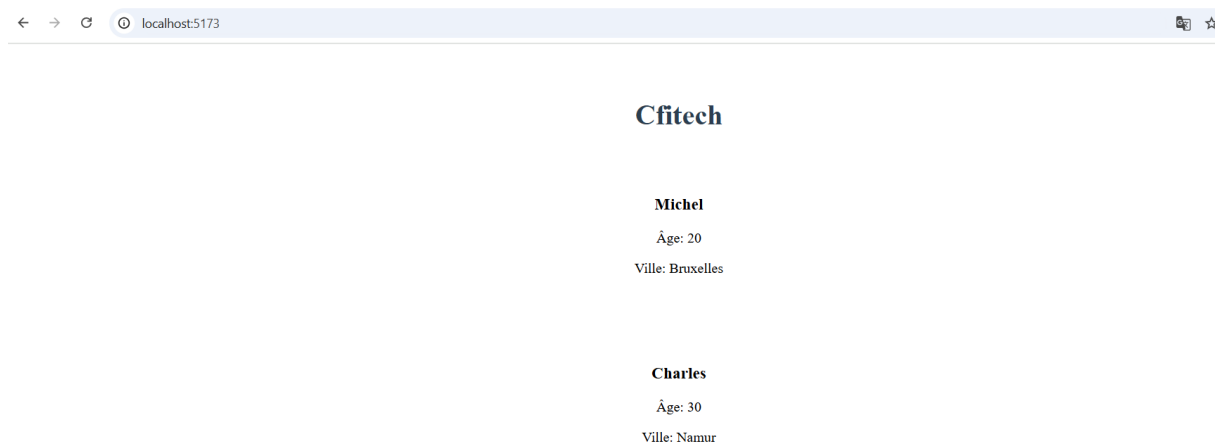 localhost:5173
Cfitech
Michel
Âge: 20
Ville: Bruxelles
Charles
Âge: 30
Ville: Namur